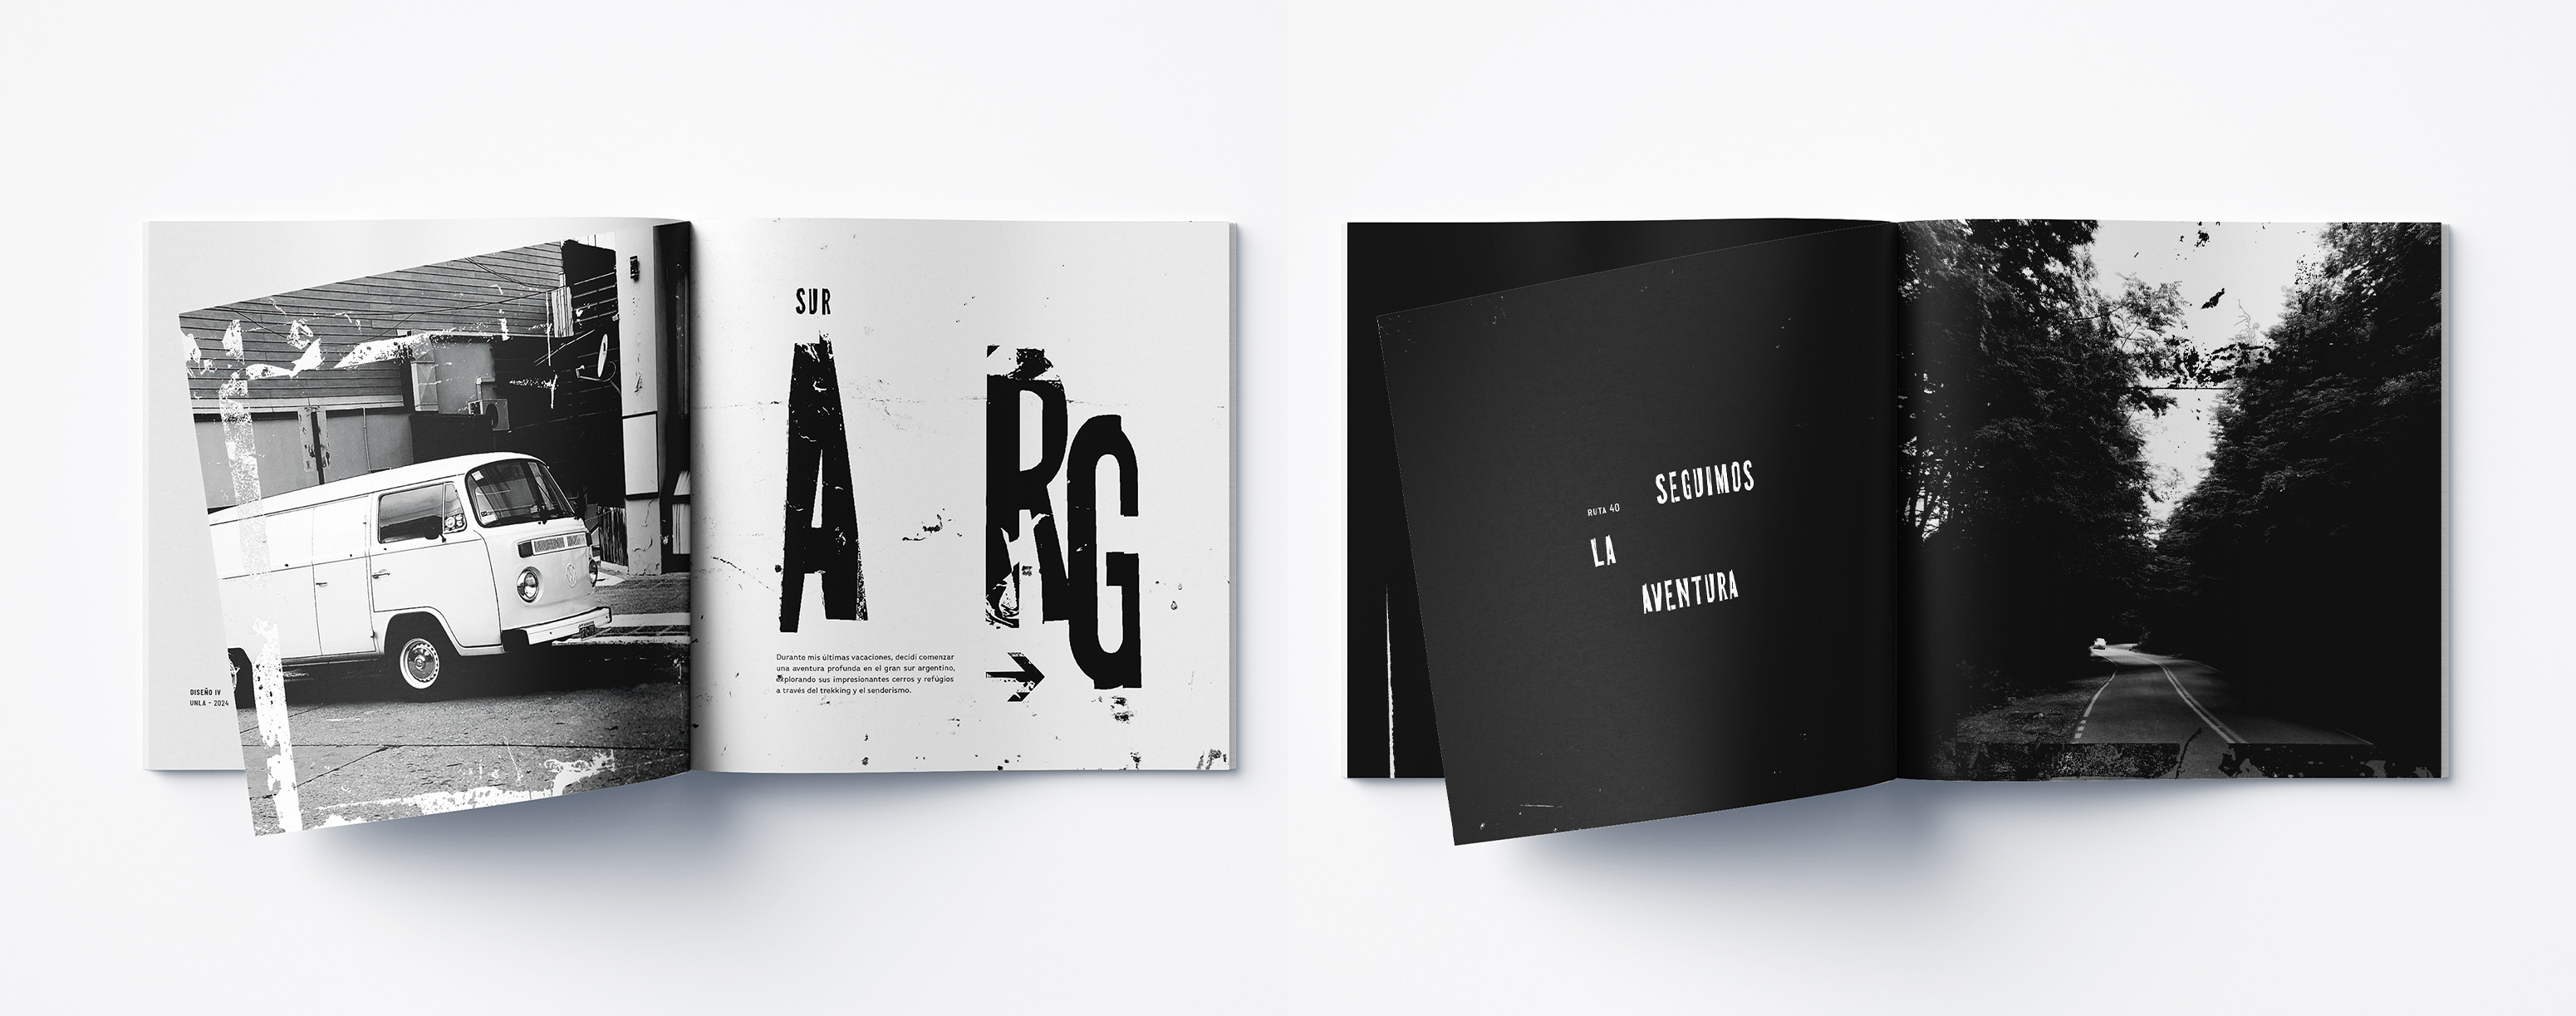 DISEÑO IV
UNLA - 2024
SUR
A RG
Durante mis últimas vacaciones, decidí comenzar
una aventura profunda en el gran sur argentino,
explorando sus impresionantes cerros y refúgios
a través del trekking y el senderismo.
RUTA 40
SEGUIMOS
LA
AVENTURA